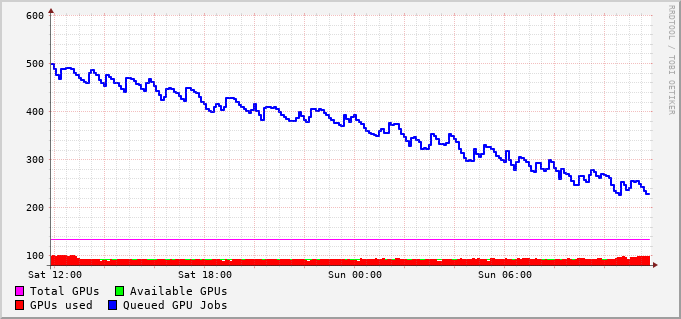 600
500
400
300
200
100
Sat 12:00 Sat 18:00 Sun 00:00 Sun 06:00
Total GPUs Available GPUs
GPUs used Queued GPU Jobs
RRDTOOL / TOBI OETIKER